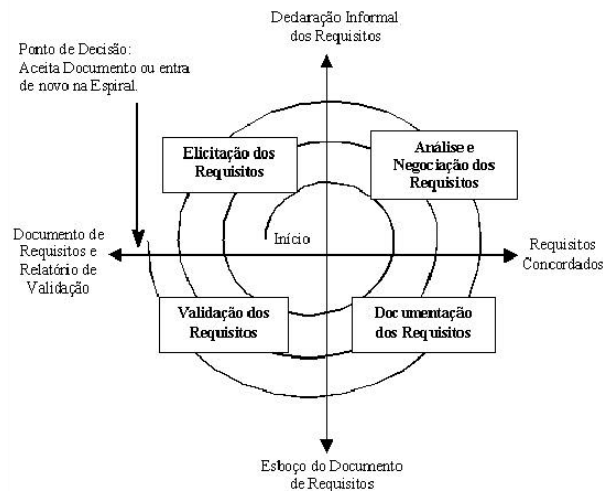 Declaração Informal
dos Requisitos
Ponto de Decisão:
Aceita Documento ou entra
de novo na Espiral.
Elicitação dos
Requisitos
Análise e
Negociação dos
Requisitos
Início
Documento de
Requisitos e
Relatório de
Validação
Requisitos
Concordados
Validação dos
Requisitos
Documentação
dos Requisitos
Esboço do Documento
de Requisitos